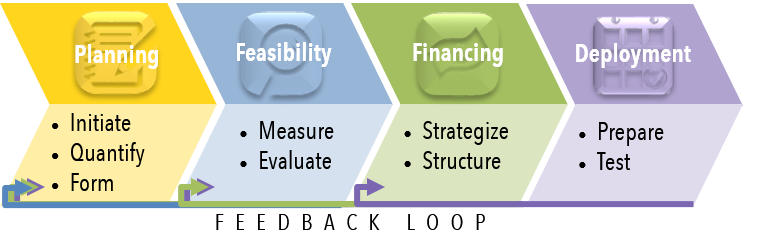 Planning
• Initiate
• Quantify
• Form
Feasibility
• Measure
• Evaluate
Financing
• Strategize
• Structure
Deployment
• Prepare
• Test
FEEDBACK LOOP